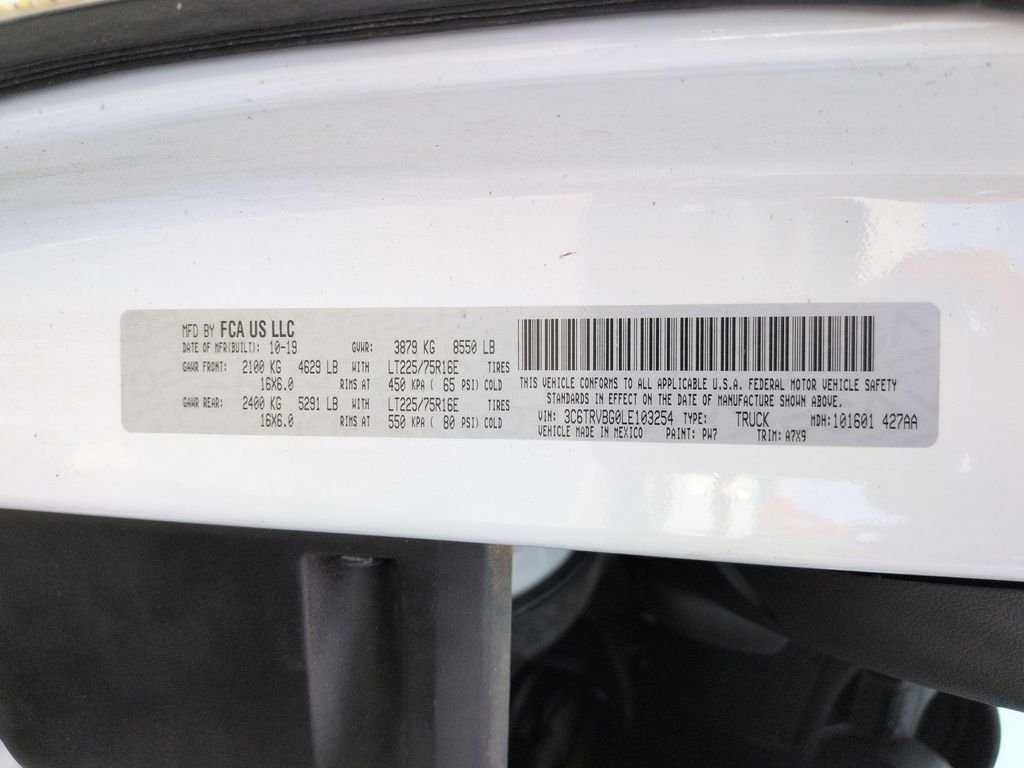 MFD BY FCA US LLC
DATE OF MFR(BUILT): 10-19 GVWR: 3879 KG 8550 LB
GAWR FRONT: 2100 KG 4629 LB WITH LT225/75R16E TIRES
16X6.0 RIMS AT 450 KPA ( 65 PSI) COLD
GAWR REAR: 2400 KG 5291 LB WITH LT225/75R16E TIRES
16X6.0 RIMS AT 550 KPA ( 80 PSI) COLD
THIS VEHICLE CONFORMS TO ALL APPLICABLE U.S.A. FEDERAL MOTOR VEHICLE SAFETY
STANDARDS IN EFFECT ON THE DATE OF MANUFACTURE SHOWN ABOVE.
VIN: 3C6TRVBG0LE103254 TYPE: TRUCK MDH:101601 427AA
VEHICLE MADE IN MEXICO PAINT: PW7 TRIM: A7X9